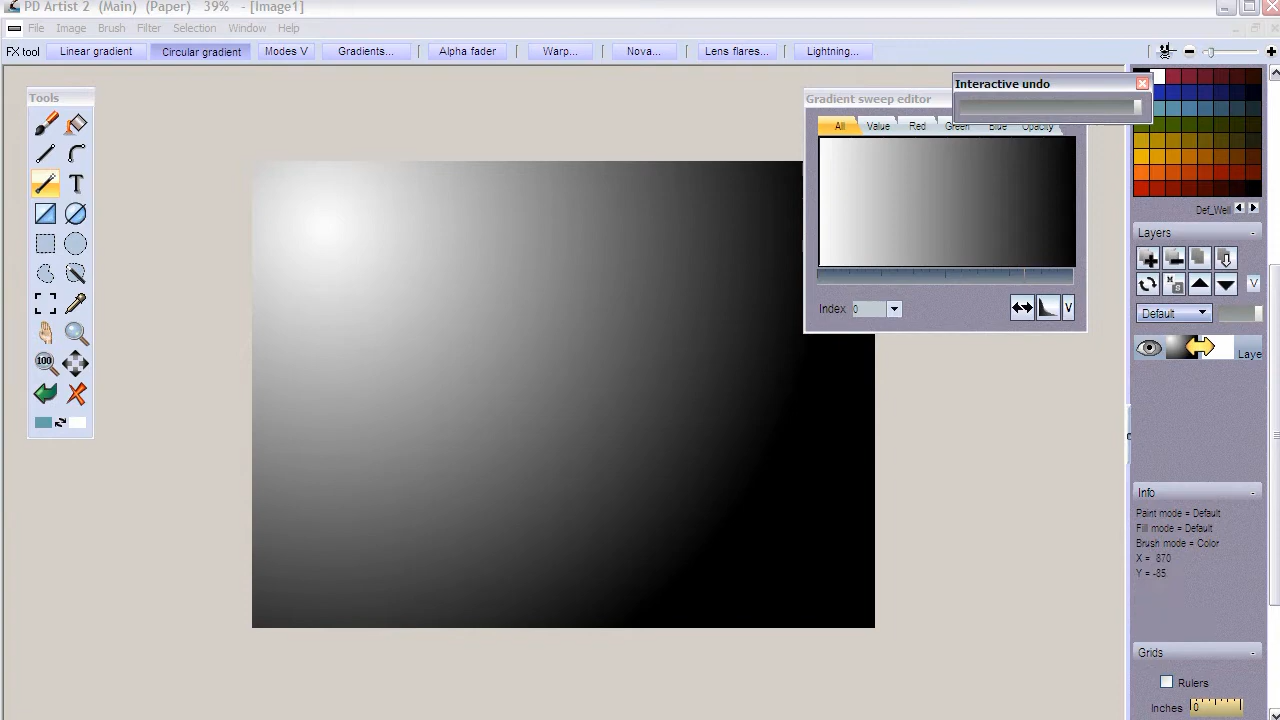 PD Artist 2 (Main) (Paper) 39% - [Image1]
File Image Brush Filter Selection Window Help
FX tool Linear gradient Circular gradient Modes V Gradients... Alpha fader Warp... Nova... Lens flares... Lightning...
Tools
T
100
Gradient sweep editor
Interactive undo
All Value Red Green Blue Opacity
Index 0
V
Def_Well
Layers -
M S
V
Default
Laye
Info -
Paint mode = Default
Fill mode = Default
Brush mode = Color
X = 870
Y = -85
Grids -
Rulers
Inches 0